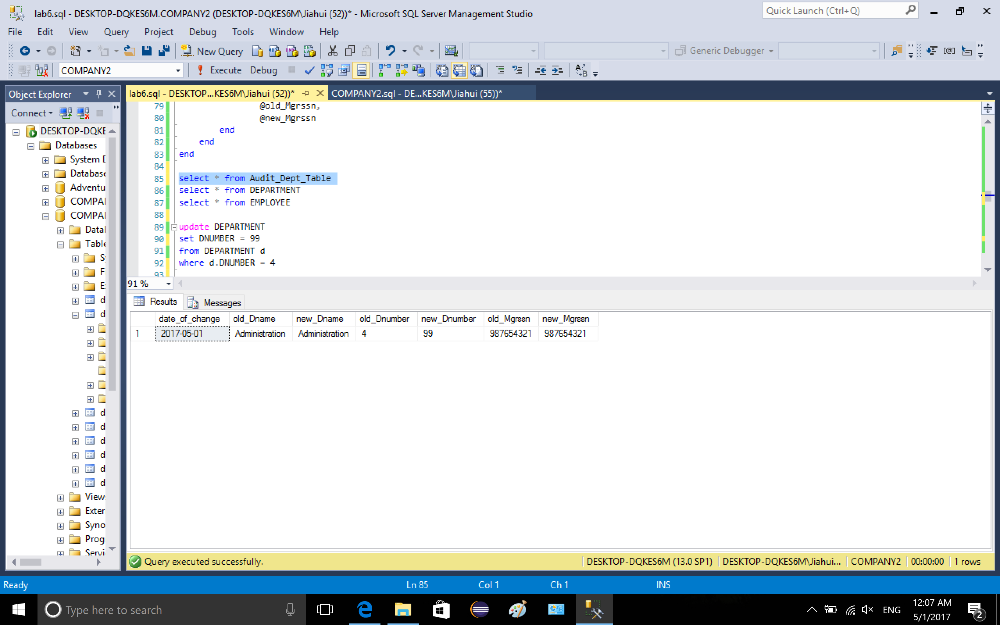 lab6.sql - DESKTOP-DQKES6M.COMPANY2 (DESKTOP-DQKES6M\Jiahui (52))* - Microsoft SQL Server Management Studio
Quick Launch (Ctrl+Q)
File Edit View Query Project Debug Tools Window Help
New Query
Generic Debugger
COMPANY2
Execute Debug
Object Explorer
lab6.sql - DESKTOP...KES6M\Jiahui (52))*
COMPANY2.sql - DE...KES6M\Jiahui (55))*
Connect
DESKTOP-DQKE
Databases
System D
Database
Adventu
COMPAI
COMPAI
Datal
Table
S
F
E
d
d
d
d
d
d
d
d
View
Exter
Syno
Prog
Servi
79 @old_Mgrssn,
80 @new_Mgrssn
81 end
82 end
83 end
84
85 select * from Audit_Dept_Table
86 select * from DEPARTMENT
87 select * from EMPLOYEE
88
89 update DEPARTMENT
90 set DNUMBER = 99
91 from DEPARTMENT d
92 where d.DNUMBER = 4
93
91 %
Results Messages
date_of_change old_Dname new_Dname old_Dnumber new_Dnumber old_Mgrssn new_Mgrssn
1 2017-05-01 Administration Administration 4 99 987654321 987654321
Query executed successfully.
DESKTOP-DQKES6M (13.0 SP1) DESKTOP-DQKES6M\Jiahui... COMPANY2 00:00:00 1 rows
Ready Ln 85 Col 1 Ch 1 INS
Type here to search
ENG
12:07 AM
5/1/2017
2